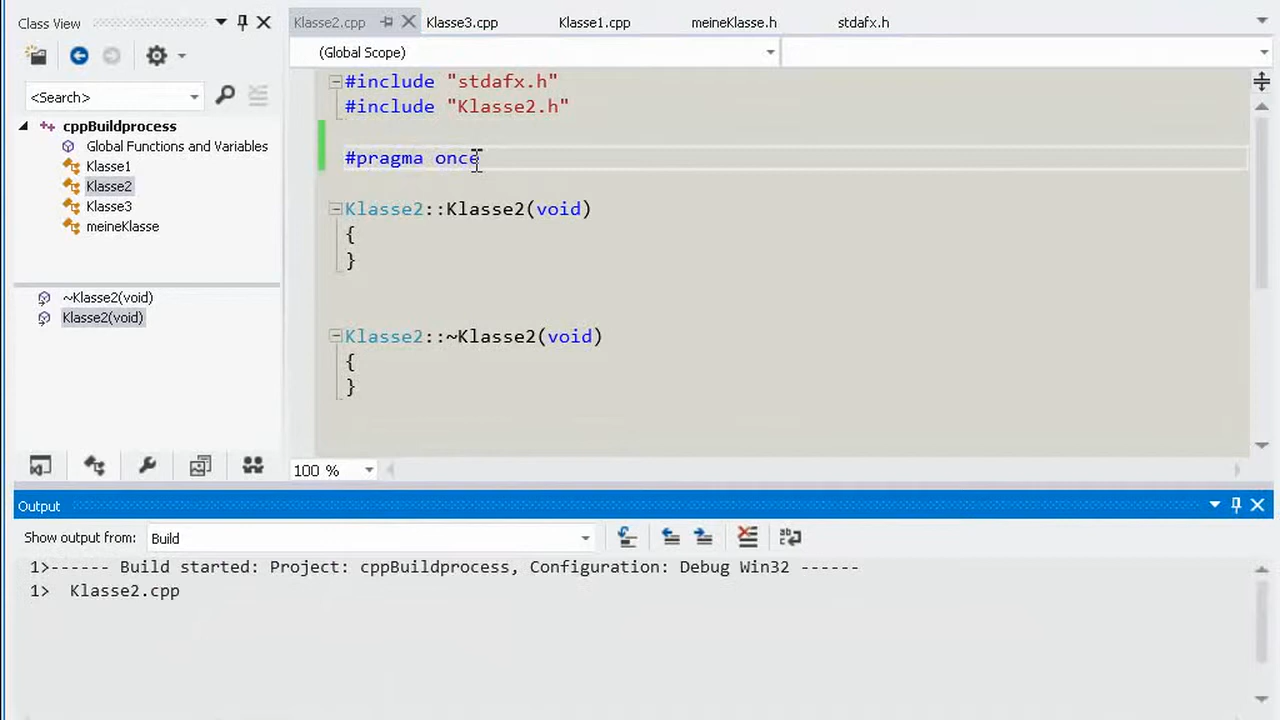 Class View
Klasse2.cpp
Klasse3.cpp
Klasse1.cpp
meineKlasse.h
stdafx.h
(Global Scope)
<Search>
cppBuildprocess
Global Functions and Variables
Klasse1
Klasse2
Klasse3
meineKlasse
~Klasse2(void)
Klasse2(void)
#include "stdafx.h"
#include "Klasse2.h"
#pragma once
Klasse2::Klasse2(void)
{
}
Klasse2::~Klasse2(void)
{
}
100 %
Output
Show output from: Build
1>------ Build started: Project: cppBuildprocess, Configuration: Debug Win32 ------
1>  Klasse2.cpp